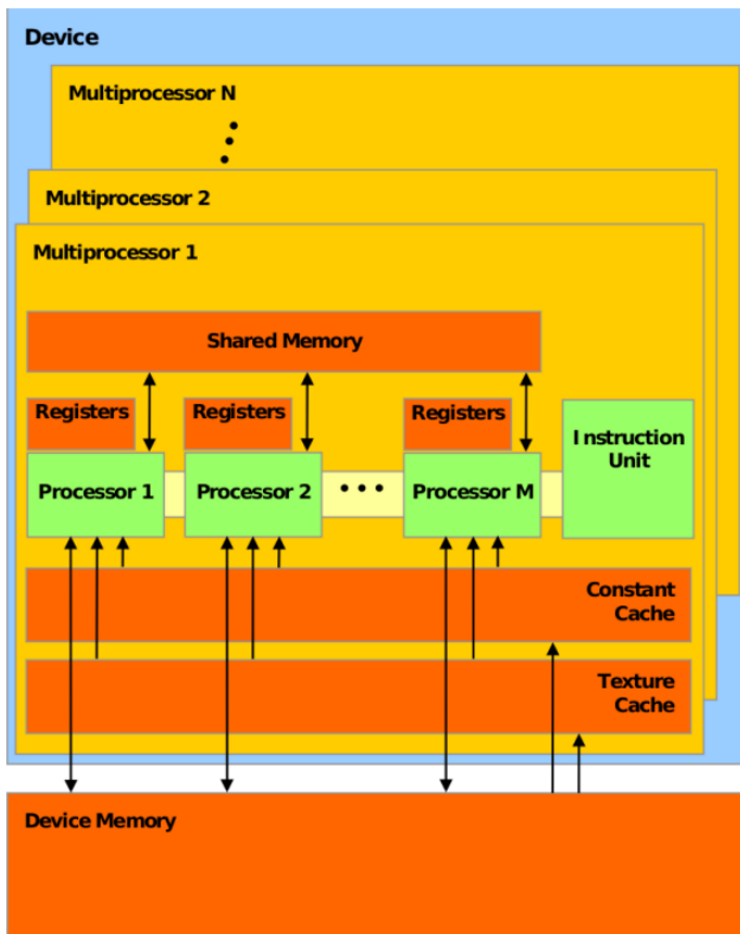 Device
Multiprocessor N
Multiprocessor 2
Multiprocessor 1
Shared Memory
Registers
Registers
Registers
Instruction
Unit
Processor 1
Processor 2
Processor M
Constant
Cache
Texture
Cache
Device Memory